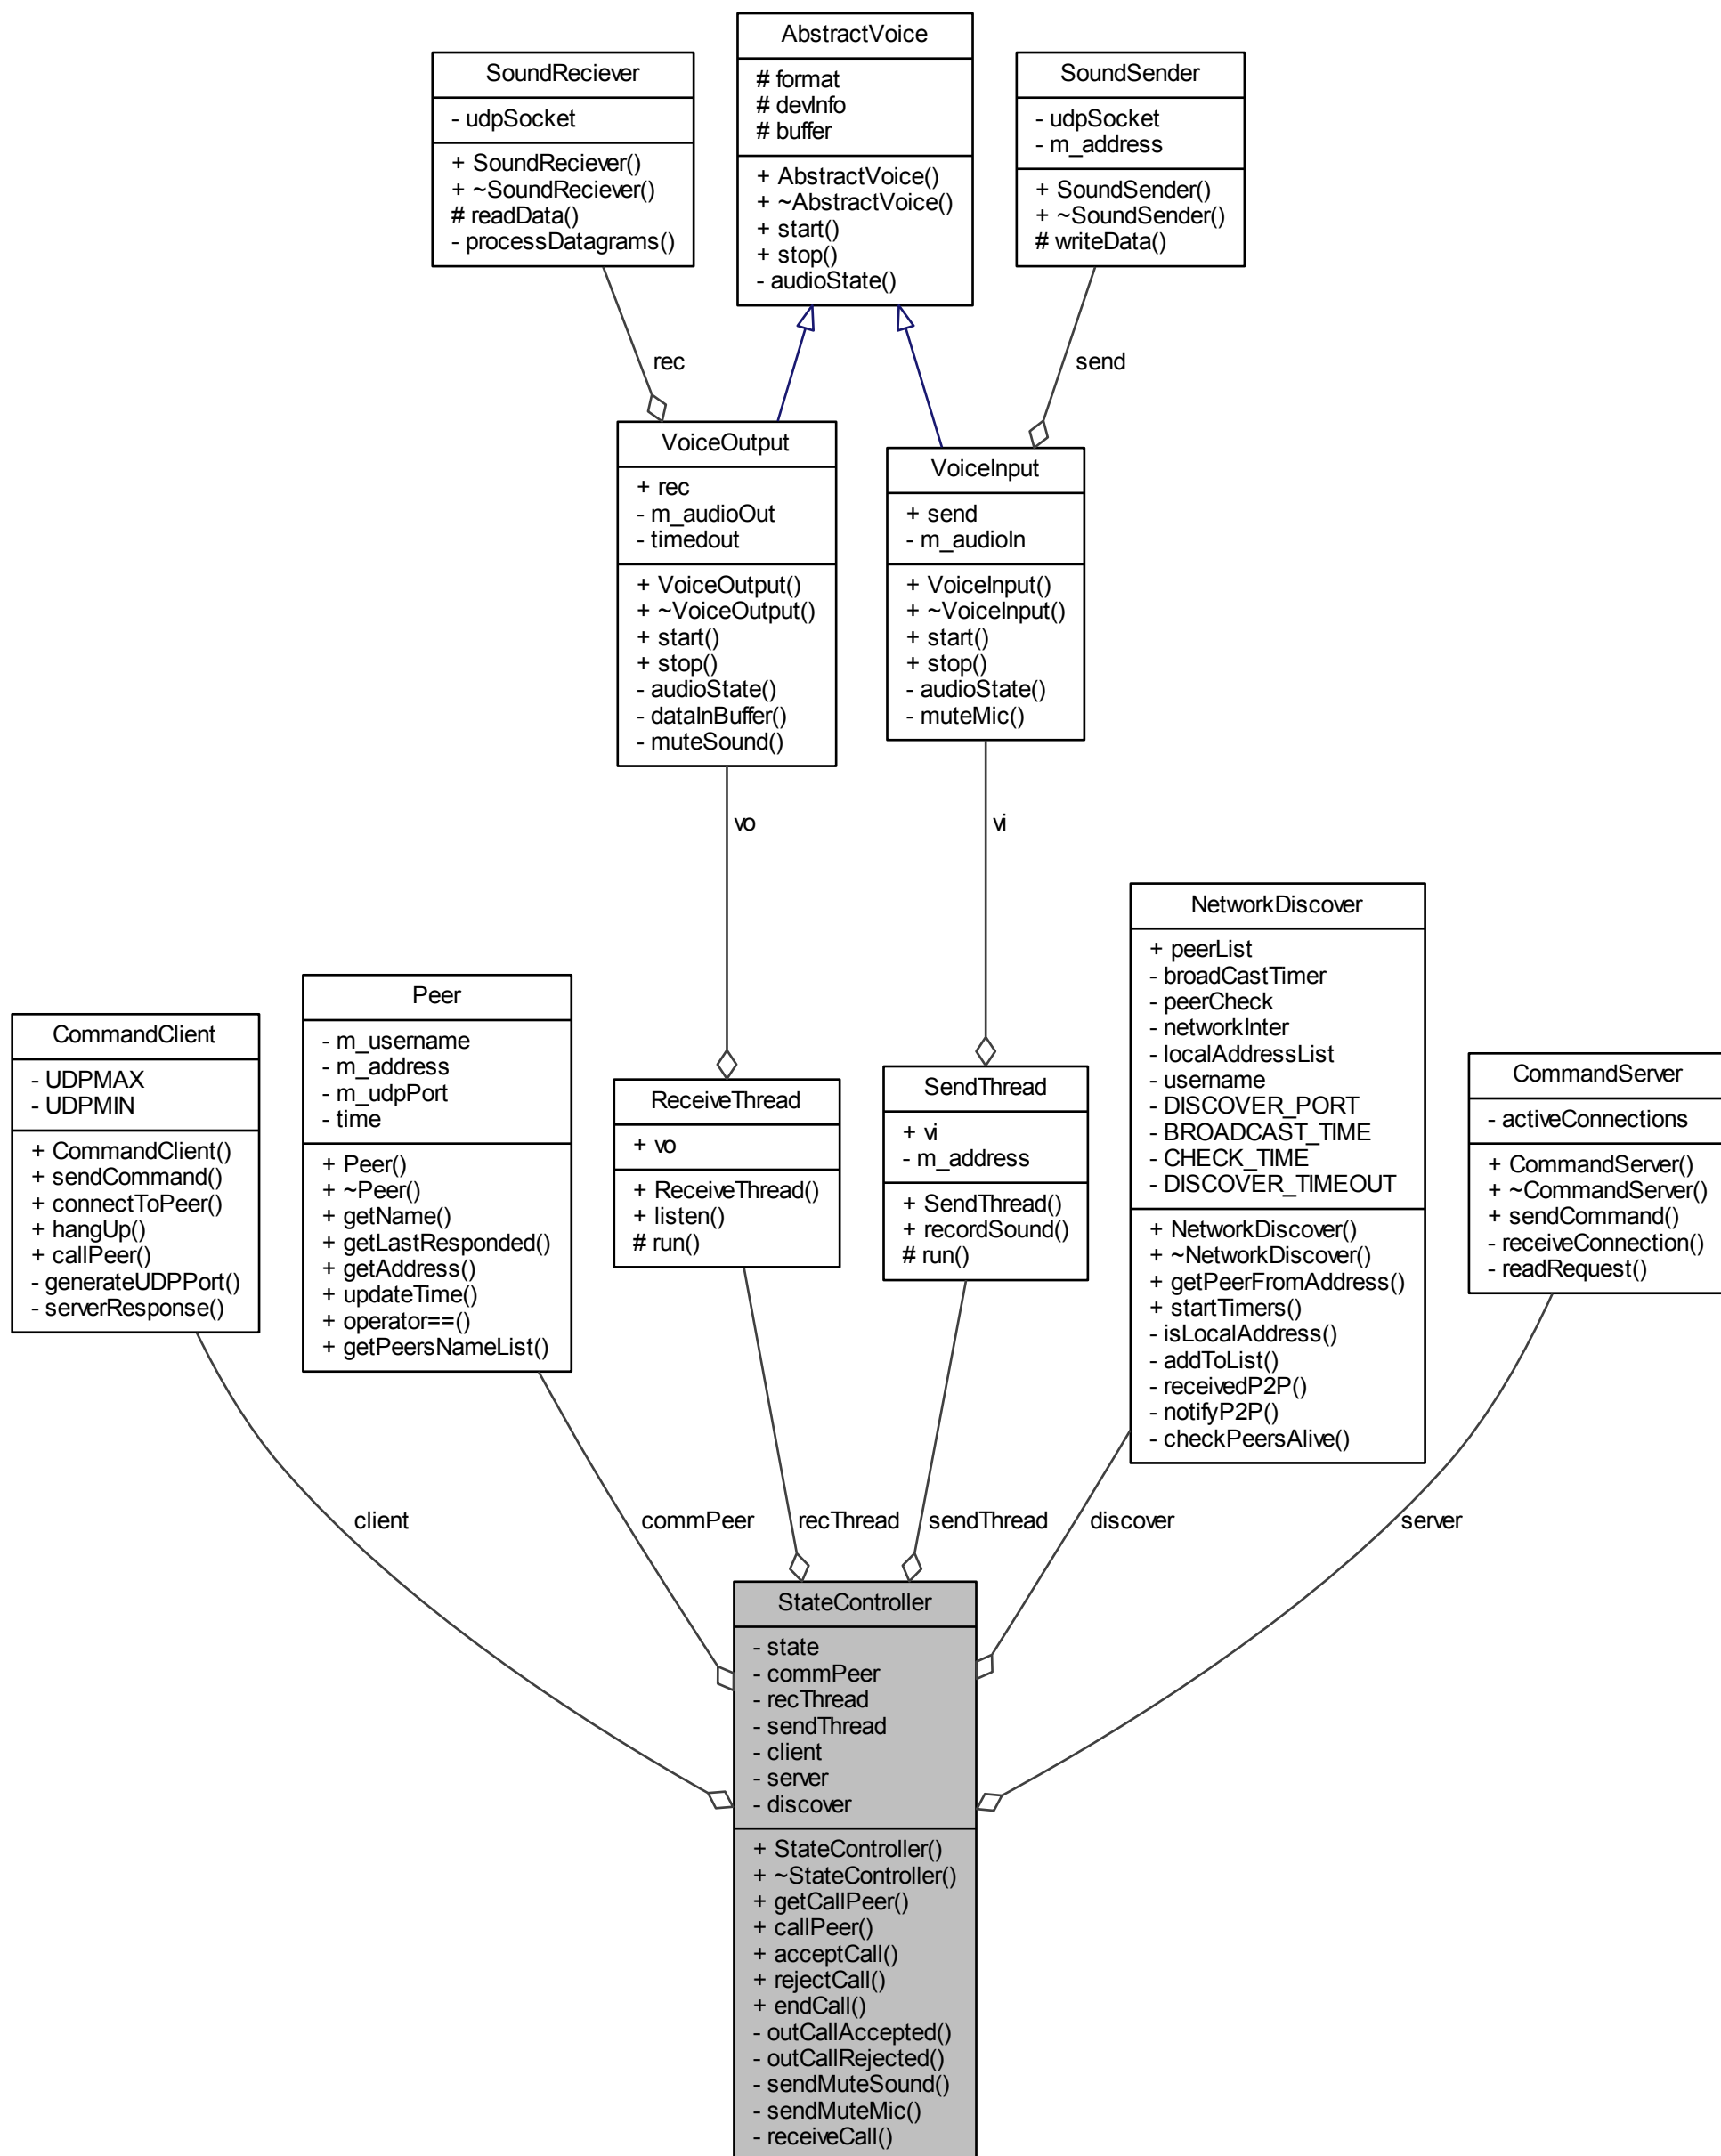 AbstractVoice
# format
# devInfo
# buffer
+ AbstractVoice()
+ ~AbstractVoice()
+ start()
+ stop()
- audioState()
SoundReciever
- udpSocket
+ SoundReciever()
+ ~SoundReciever()
# readData()
- processDatagrams()
SoundSender
- udpSocket
- m_address
+ SoundSender()
+ ~SoundSender()
# writeData()
rec
send
VoiceOutput
+ rec
- m_audioOut
- timedout
+ VoiceOutput()
+ ~VoiceOutput()
+ start()
+ stop()
- audioState()
- dataInBuffer()
- muteSound()
VoiceInput
+ send
- m_audioIn
+ VoiceInput()
+ ~VoiceInput()
+ start()
+ stop()
- audioState()
- muteMic()
vo
vi
CommandClient
- UDPMAX
- UDPMIN
+ CommandClient()
+ sendCommand()
+ connectToPeer()
+ hangUp()
+ callPeer()
- generateUDPPort()
- serverResponse()
Peer
- m_username
- m_address
- m_udpPort
- time
+ Peer()
+ ~Peer()
+ getName()
+ getLastResponded()
+ getAddress()
+ updateTime()
+ operator==()
+ getPeersNameList()
ReceiveThread
+ vo
+ ReceiveThread()
+ listen()
# run()
SendThread
+ vi
- m_address
+ SendThread()
+ recordSound()
# run()
NetworkDiscover
+ peerList
- broadCastTimer
- peerCheck
- networkInter
- localAddressList
- username
- DISCOVER_PORT
- BROADCAST_TIME
- CHECK_TIME
- DISCOVER_TIMEOUT
+ NetworkDiscover()
+ ~NetworkDiscover()
+ getPeerFromAddress()
+ startTimers()
- isLocalAddress()
- addToList()
- receivedP2P()
- notifyP2P()
- checkPeersAlive()
CommandServer
- activeConnections
+ CommandServer()
+ ~CommandServer()
+ sendCommand()
- receiveConnection()
- readRequest()
client
commPeer
recThread
sendThread
discover
server
StateController
- state
- commPeer
- recThread
- sendThread
- client
- server
- discover
+ StateController()
+ ~StateController()
+ getCallPeer()
+ callPeer()
+ acceptCall()
+ rejectCall()
+ endCall()
- outCallAccepted()
- outCallRejected()
- sendMuteSound()
- sendMuteMic()
- receiveCall()